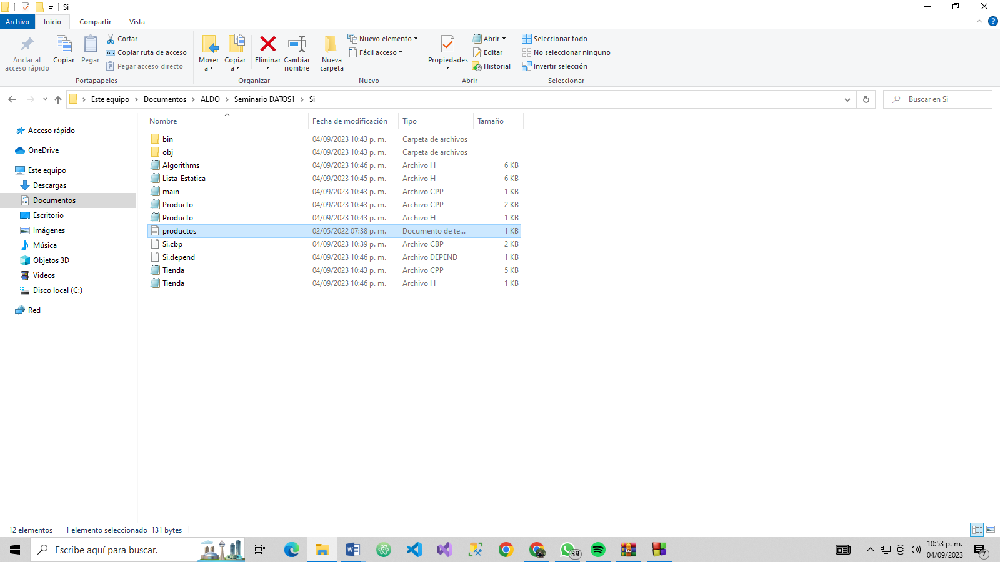 Si
Archivo Inicio Compartir Vista
Anclar al acceso rápido
Copiar
Pegar
Cortar
Copiar ruta de acceso
Pegar acceso directo
Portapapeles
Mover a
Copiar a
Eliminar
Cambiar nombre
Organizar
Nueva carpeta
Nuevo elemento
Fácil acceso
Nuevo
Propiedades
Abrir
Editar
Historial
Abrir
Seleccionar todo
No seleccionar ninguno
Invertir selección
Seleccionar
Este equipo > Documentos > ALDO > Seminario DATOS1 > Si
Buscar en Si
Acceso rápido
OneDrive
Este equipo
Descargas
Documentos
Escritorio
Imágenes
Música
Objetos 3D
Videos
Disco local (C:)
Red
Nombre Fecha de modificación Tipo Tamaño
bin 04/09/2023 10:43 p. m. Carpeta de archivos
obj 04/09/2023 10:43 p. m. Carpeta de archivos
Algorithms 04/09/2023 10:46 p. m. Archivo H 6 KB
Lista_Estatica 04/09/2023 10:45 p. m. Archivo H 6 KB
main 04/09/2023 10:43 p. m. Archivo CPP 1 KB
Producto 04/09/2023 10:43 p. m. Archivo CPP 2 KB
Producto 04/09/2023 10:43 p. m. Archivo H 1 KB
productos 02/05/2022 07:38 p. m. Documento de te... 1 KB
Si.cbp 04/09/2023 10:39 p. m. Archivo CBP 2 KB
Si.depend 04/09/2023 10:46 p. m. Archivo DEPEND 1 KB
Tienda 04/09/2023 10:43 p. m. Archivo CPP 5 KB
Tienda 04/09/2023 10:46 p. m. Archivo H 1 KB
12 elementos 1 elemento seleccionado 131 bytes
Escribe aquí para buscar.
39
10:53 p. m.
04/09/2023
7